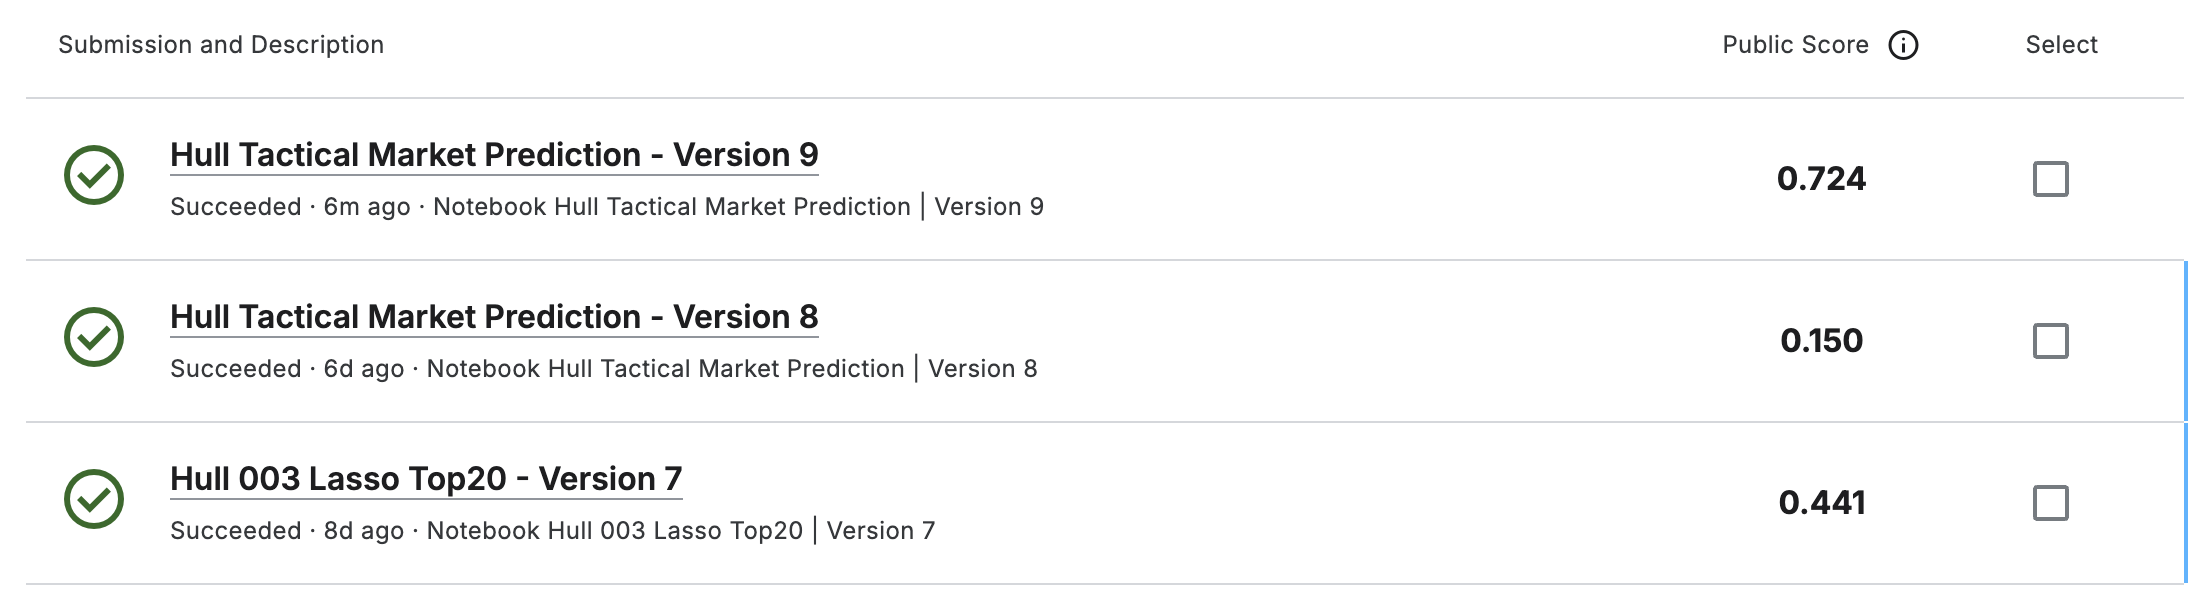 Submission and Description
Public Score
Select
Hull Tactical Market Prediction - Version 9
Succeeded · 6m ago · Notebook Hull Tactical Market Prediction | Version 9
0.724
Hull Tactical Market Prediction - Version 8
Succeeded · 6d ago · Notebook Hull Tactical Market Prediction | Version 8
0.150
Hull 003 Lasso Top20 - Version 7
Succeeded · 8d ago · Notebook Hull 003 Lasso Top20 | Version 7
0.441